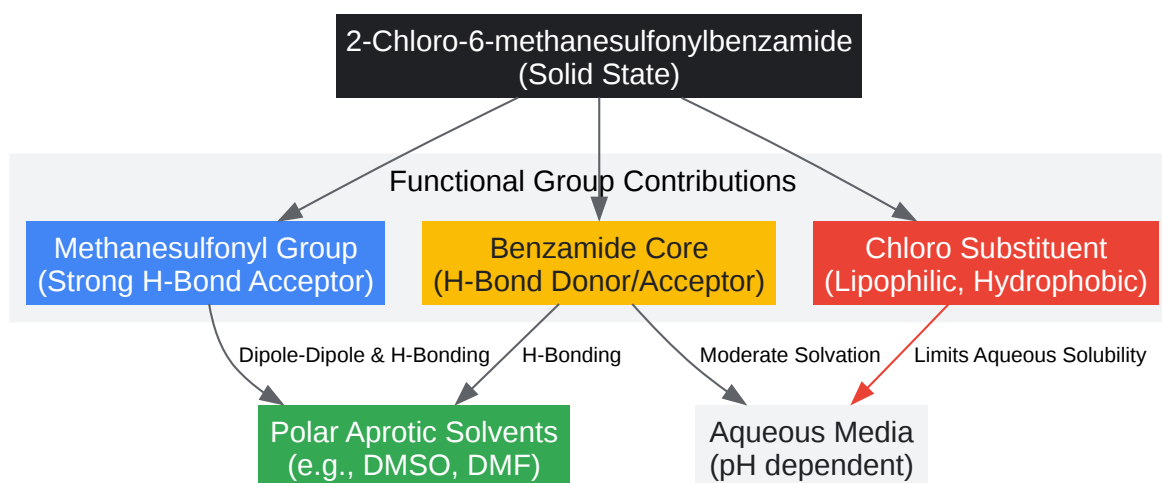 2-Chloro-6-methanesulfonylbenzamide
(Solid State)
Functional Group Contributions
Methanesulfonyl Group
(Strong H-Bond Acceptor)
Benzamide Core
(H-Bond Donor/Acceptor)
Chloro Substituent
(Lipophilic, Hydrophobic)
Dipole-Dipole & H-Bonding
H-Bonding
Moderate Solvation
Limits Aqueous Solubility
Polar Aprotic Solvents
(e.g., DMSO, DMF)
Aqueous Media
(pH dependent)